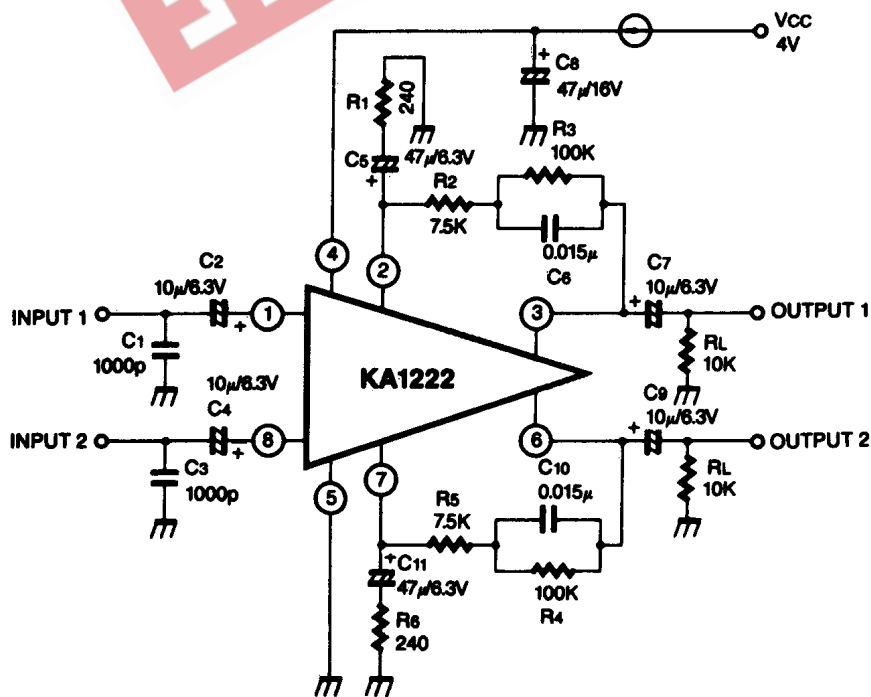 VCC
4V
C8
47μ/16V
R1
240
R3
100K
C5
47μ/6.3V
R2
7.5K
0.015μ
C6
4
2
C2
10μ/6.3V
C7
10μ/6.3V
INPUT 1
1
3
OUTPUT 1
C1
1000p
RL
10K
KA1222
10μ/6.3V
C4
C9
10μ/6.3V
INPUT 2
8
6
OUTPUT 2
C3
1000p
7
5
C10
0.015μ
RL
10K
R5
7.5K
C11
47μ/6.3V
100K
R4
R6
240